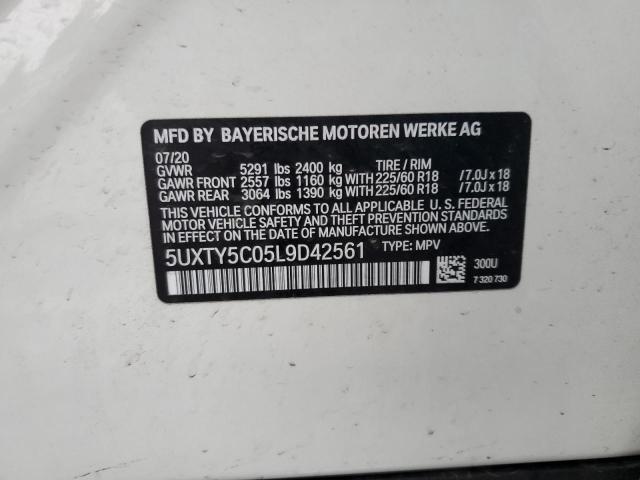 MFD BY BAYERISCHE MOTOREN WERKE AG
07/20
GVWR 5291 lbs 2400 kg TIRE / RIM
GAWR FRONT 2557 lbs 1160 kg WITH 225/60 R18 / 7.0J x 18
GAWR REAR 3064 lbs 1390 kg WITH 225/60 R18 / 7.0J x 18
THIS VEHICLE CONFORMS TO ALL APPLICABLE U. S. FEDERAL
MOTOR VEHICLE SAFETY AND THEFT PREVENTION STANDARDS
IN EFFECT ON THE DATE OF MANUFACTURE SHOWN ABOVE.
5UXTY5C05L9D42561 TYPE: MPV
300U
7 320 730